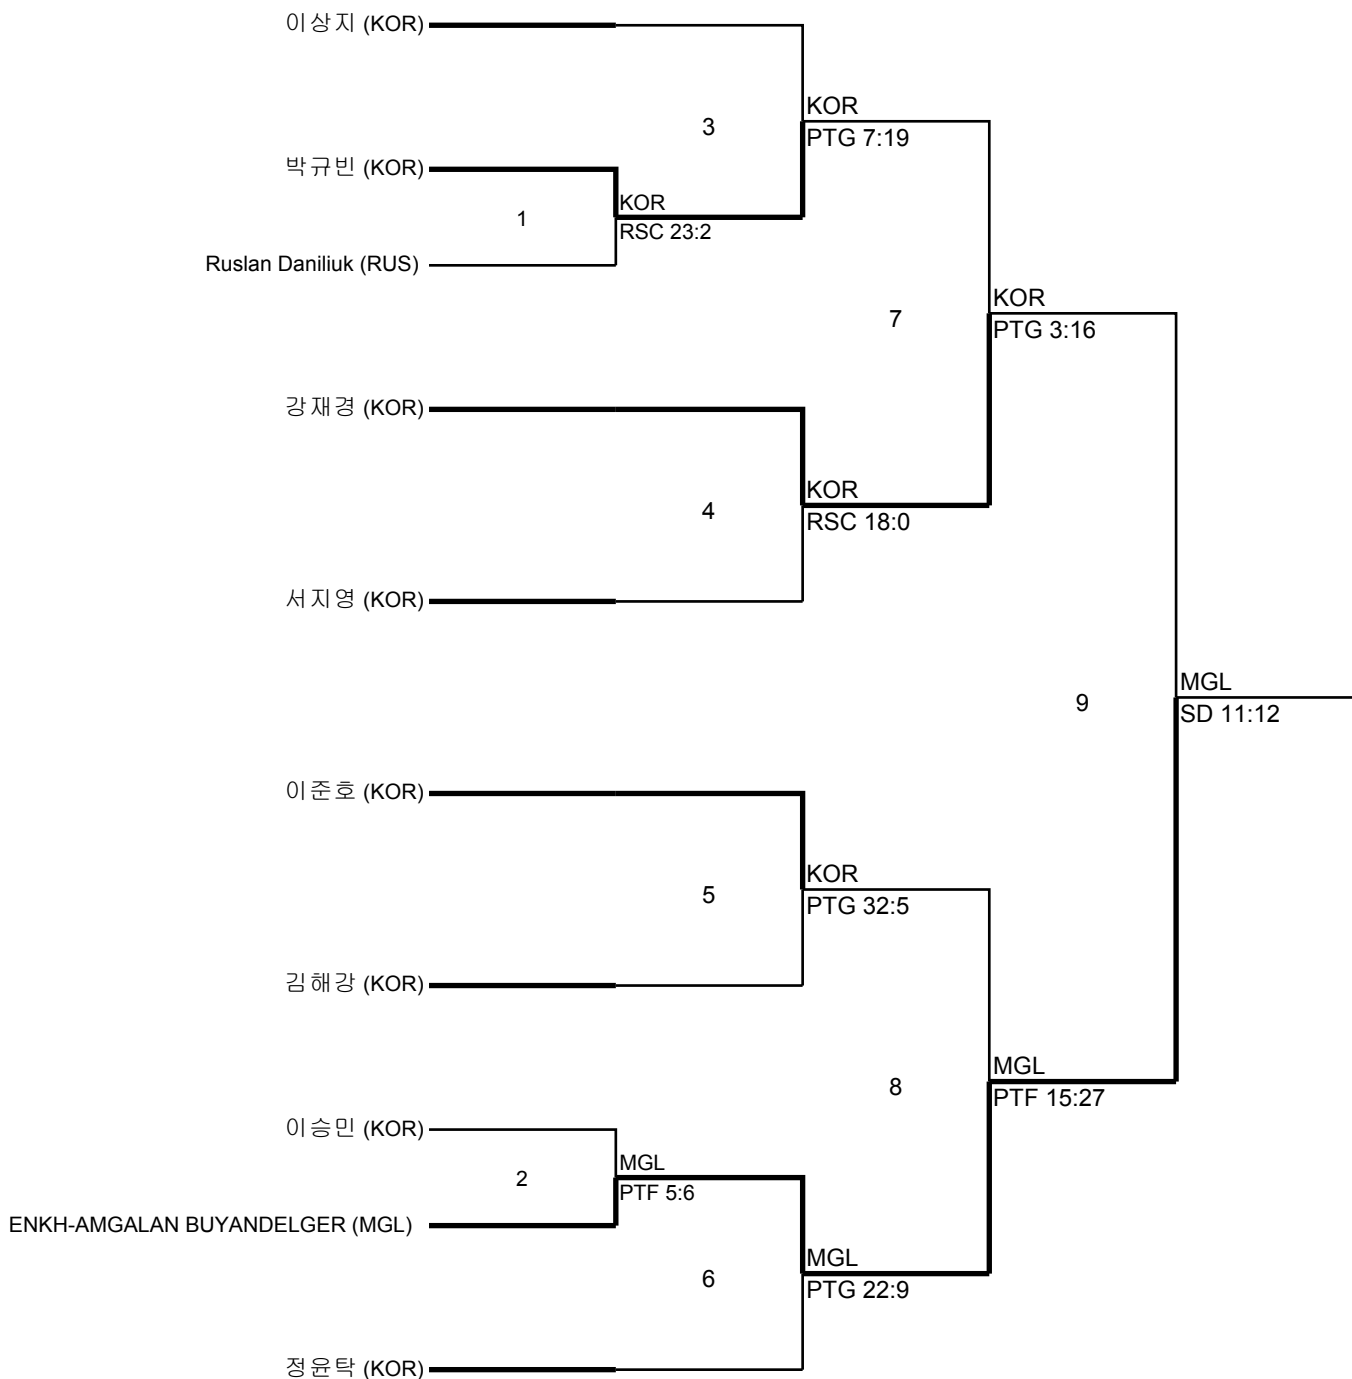 이상지 (KOR)
KOR
3
PTG 7:19
박규빈 (KOR)
KOR
1
RSC 23:2
Ruslan Daniliuk (RUS)
KOR
7
PTG 3:16
강재경 (KOR)
KOR
4
RSC 18:0
서지영 (KOR)
MGL
9
SD 11:12
이준호 (KOR)
KOR
5
PTG 32:5
김해강 (KOR)
MGL
8
PTF 15:27
이승민 (KOR)
MGL
2
PTF 5:6
ENKH-AMGALAN BUYANDELGER (MGL)
MGL
6
PTG 22:9
정윤탁 (KOR)